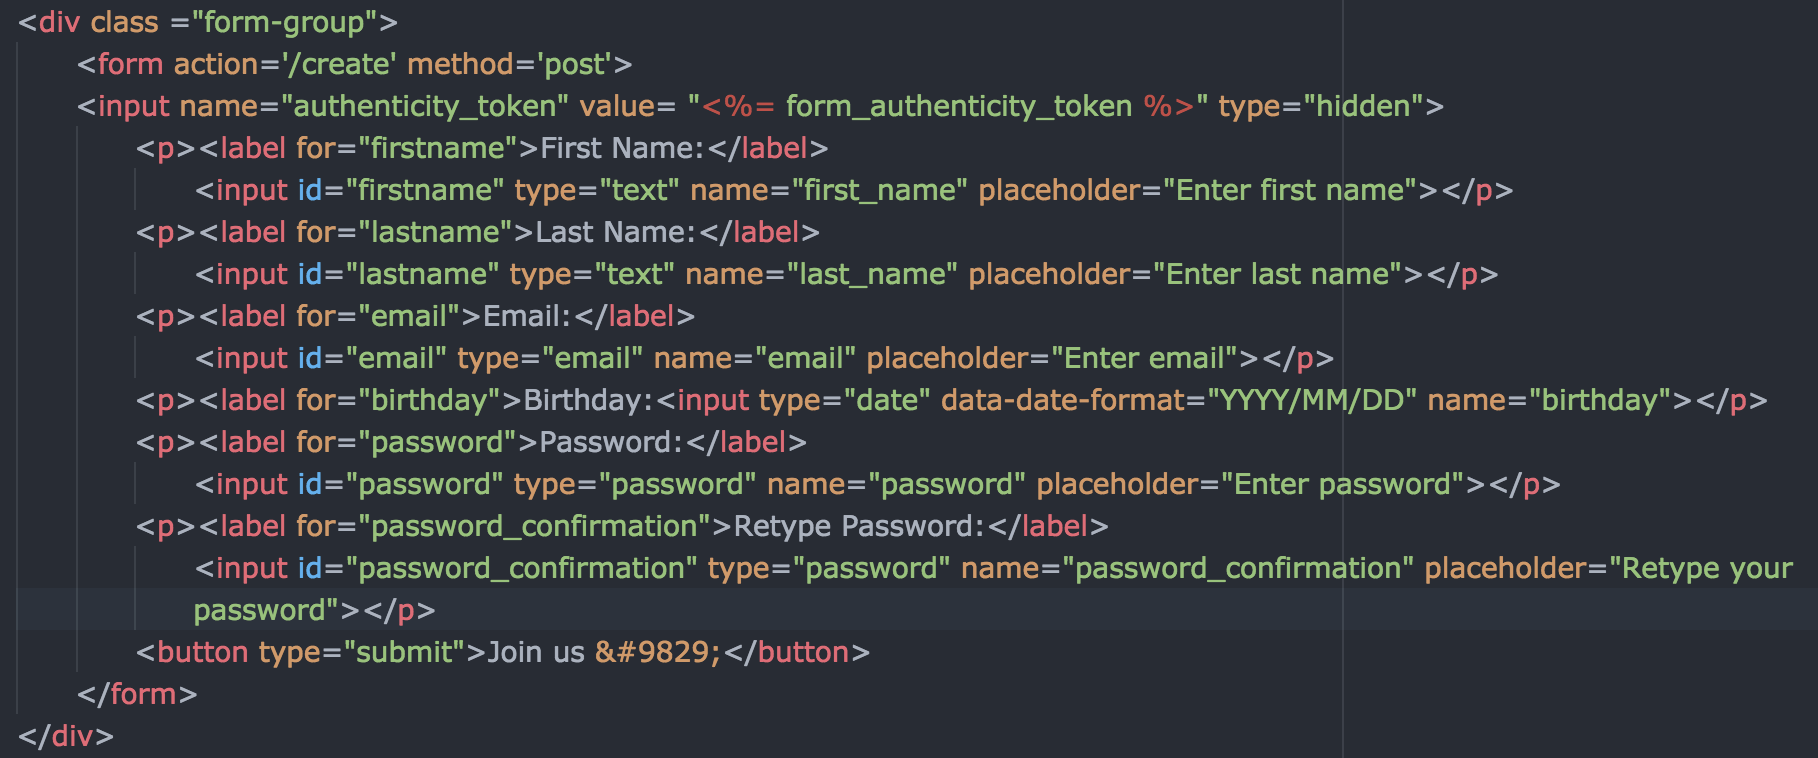 <div class ="form-group">
<form action='/create' method='post'>
<input name="authenticity_token" value= "<%= form_authenticity_token %>" type="hidden">
<p><label for="firstname">First Name:</label>
<input id="firstname" type="text" name="first_name" placeholder="Enter first name"></p>
<p><label for="lastname">Last Name:</label>
<input id="lastname" type="text" name="last_name" placeholder="Enter last name"></p>
<p><label for="email">Email:</label>
<input id="email" type="email" name="email" placeholder="Enter email"></p>
<p><label for="birthday">Birthday:<input type="date" data-date-format="YYYY/MM/DD" name="birthday"></p>
<p><label for="password">Password:</label>
<input id="password" type="password" name="password" placeholder="Enter password"></p>
<p><label for="password_confirmation">Retype Password:</label>
<input id="password_confirmation" type="password" name="password_confirmation" placeholder="Retype your
password"></p>
<button type="submit">Join us &#9829;</button>
</form>
</div>